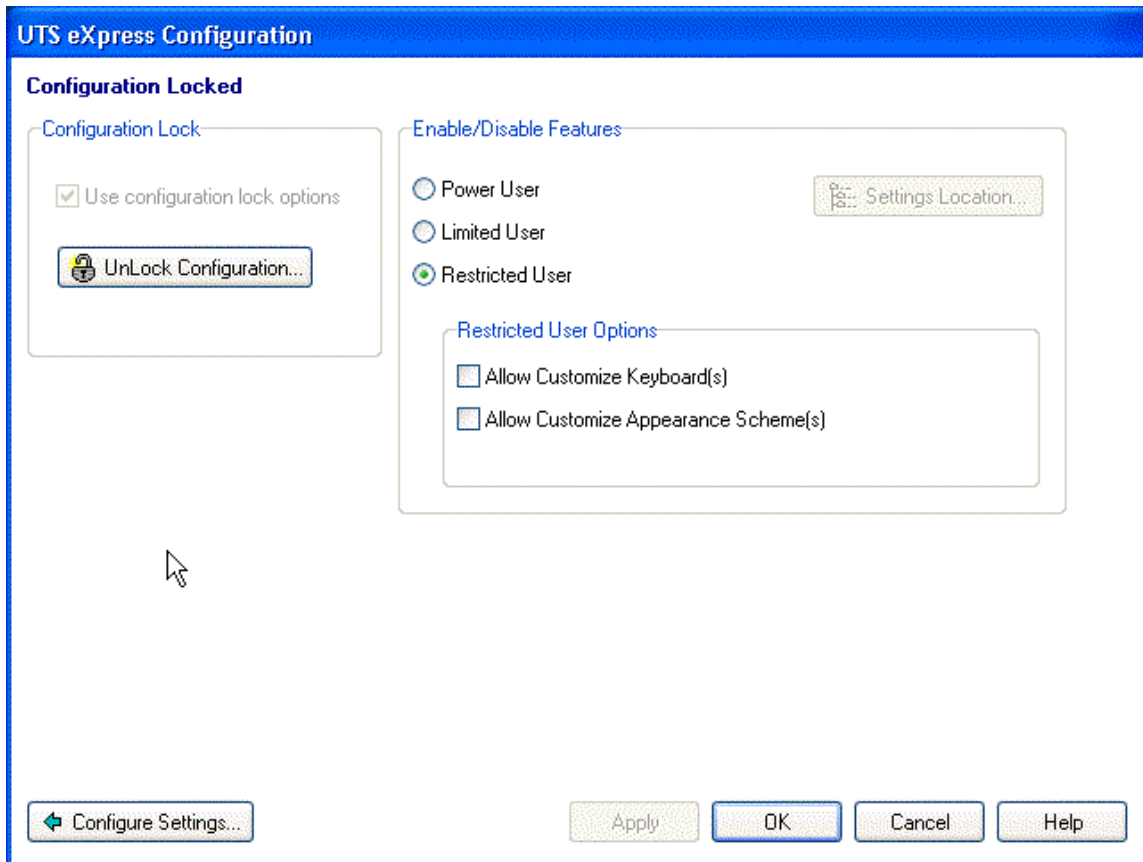 UTS eXpress Configuration
Configuration Locked
Configuration Lock
Use configuration lock options
UnLock Configuration...
Enable/Disable Features
Power User
Settings Location...
Limited User
Restricted User
Restricted User Options
Allow Customize Keyboard(s)
Allow Customize Appearance Scheme(s)
Configure Settings...
Apply
OK
Cancel
Help